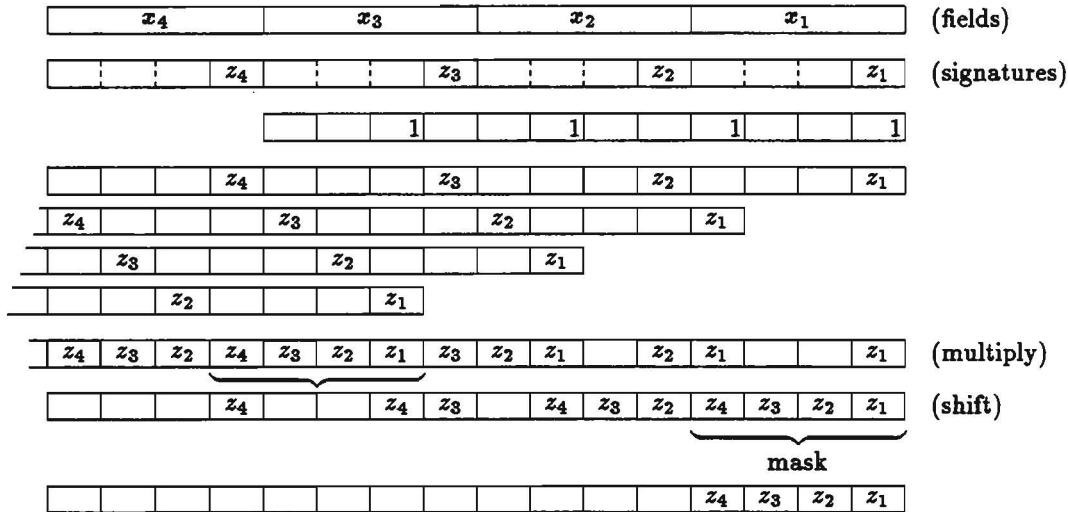 x₄ x₃ x₂ x₁ (fields)
z₄ z₃ z₂ z₁ (signatures)
1 1 1 1
z₄ z₃ z₂ z₁
z₄ z₃ z₂ z₁
z₃ z₂ z₁
z₂ z₁
z₄ z₃ z₂ z₄ z₃ z₂ z₁ z₃ z₂ z₁ z₂ z₁ z₁ (multiply)
z₄ z₄ z₃ z₄ z₃ z₂ z₄ z₃ z₂ z₁ (shift)
mask
z₄ z₃ z₂ z₁